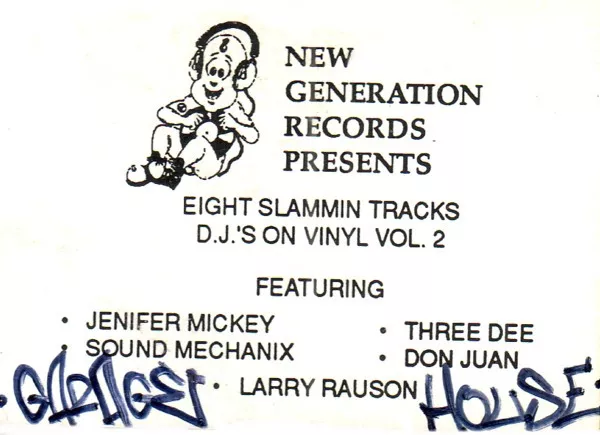 NEW
GENERATION
RECORDS
PRESENTS
EIGHT SLAMMIN TRACKS
D.J.'S ON VINYL VOL. 2
FEATURING
• JENIFER MICKEY
• THREE DEE
• SOUND MECHANIX
• DON JUAN
• LARRY RAUSON
GARAGE
HOUSE